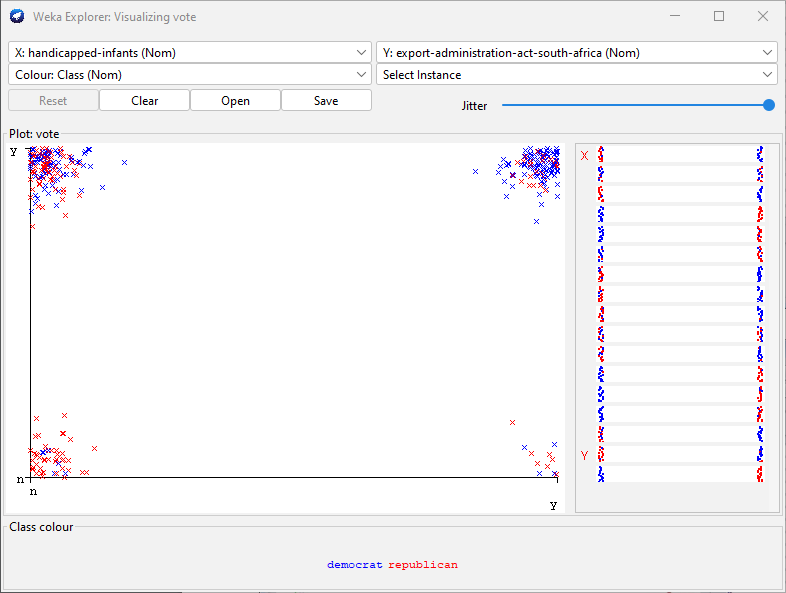 Weka Explorer: Visualizing vote
X: handicapped-infants (Nom) Y: export-administration-act-south-africa (Nom)
Colour: Class (Nom) Select Instance
Reset Clear Open Save Jitter
Plot: vote
Y
n
n
y
X
Y
Class colour
democrat republican